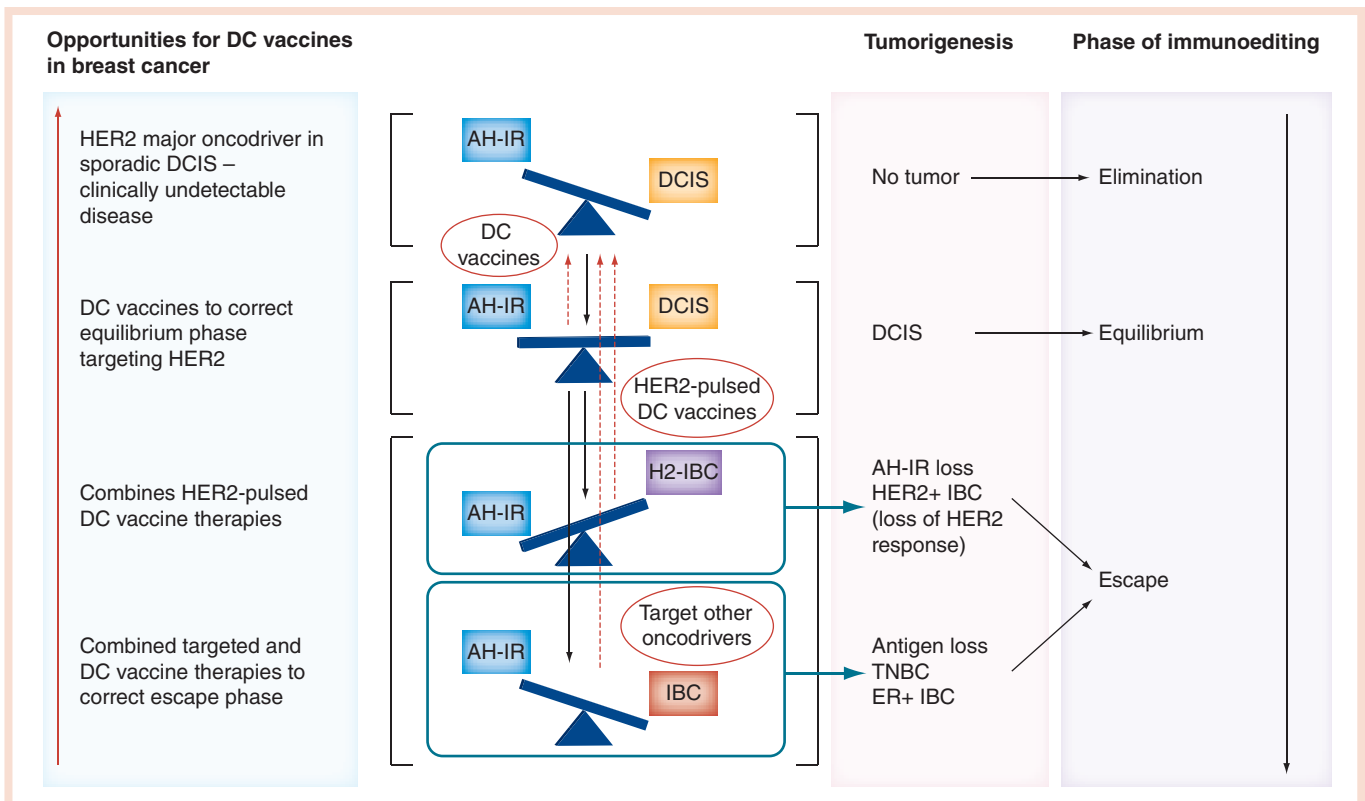 Opportunities for DC vaccines
in breast cancer
Tumorigenesis
Phase of immunoediting
HER2 major oncodriver in
sporadic DCIS –
clinically undetectable
disease
AH-IR
DCIS
No tumor
Elimination
DC
vaccines
DC vaccines to correct
equilibrium phase
targeting HER2
AH-IR
DCIS
DCIS
Equilibrium
HER2-pulsed
DC vaccines
Combines HER2-pulsed
DC vaccine therapies
AH-IR
H2-IBC
AH-IR loss
HER2+ IBC
(loss of HER2
response)
Escape
Combined targeted and
DC vaccine therapies to
correct escape phase
AH-IR
Target other
oncodrivers
IBC
Antigen loss
TNBC
ER+ IBC